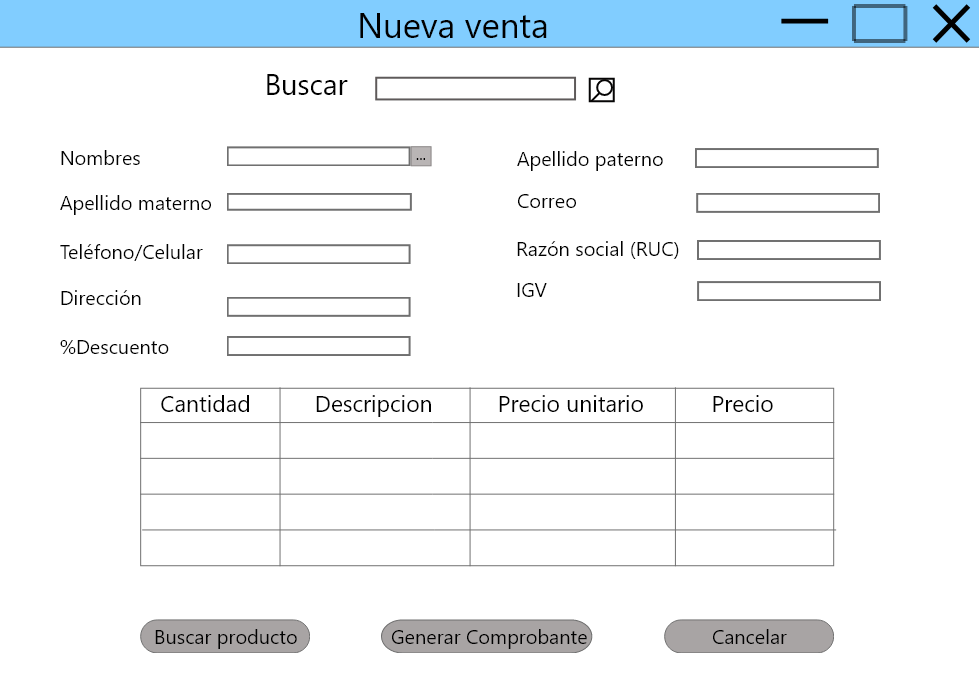 Nueva venta
Buscar
Nombres ... Apellido paterno
Apellido materno Correo
Teléfono/Celular Razón social (RUC)
Dirección IGV
%Descuento
Cantidad Descripcion Precio unitario Precio
Buscar producto Generar Comprobante Cancelar